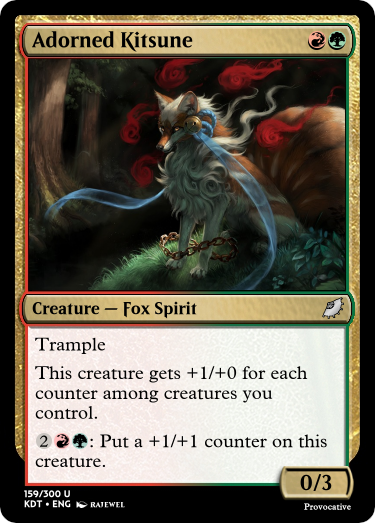 Adorned Kitsune
Creature — Fox Spirit
Trample
This creature gets +1/+0 for each
counter among creatures you
control.
2: Put a +1/+1 counter on this
creature.
0/3
159/300 U
KDT • ENG RAJEWEL
Provocative